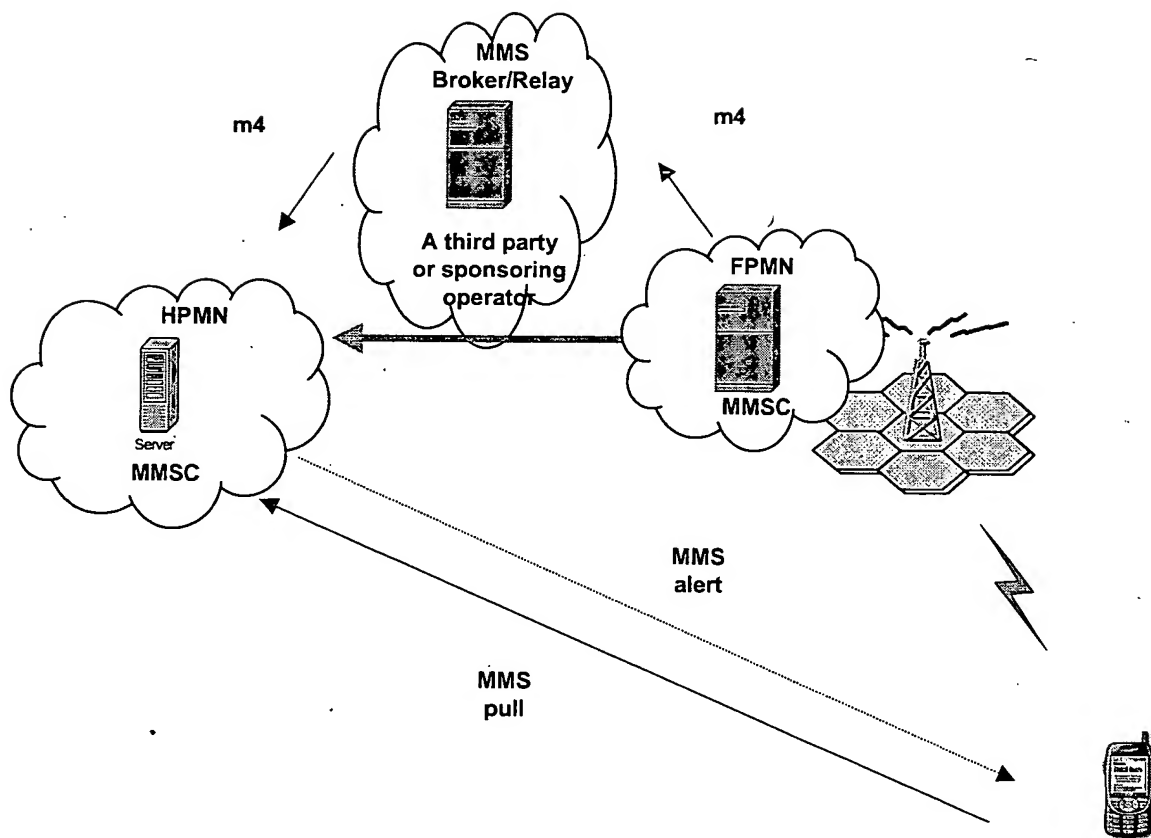 MMS
Broker/Relay
m4
m4
A third party
or sponsoring
operator
FPMN
MMSC
HPMN
Server
MMSC
MMS
alert
MMS
pull